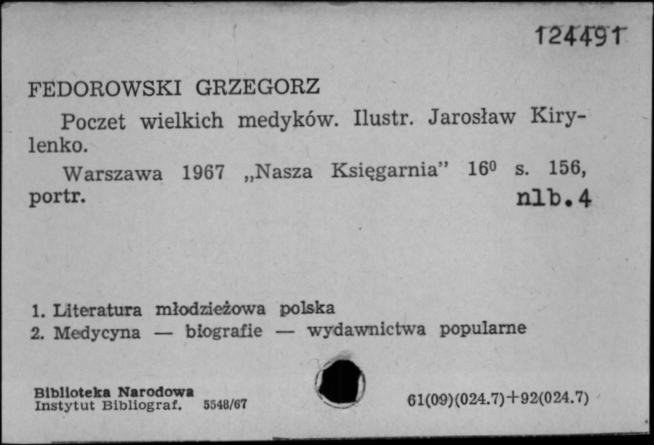 124491
FEDOROWSKI GRZEGORZ
Poczet wielkich medyków. Ilustr. Jarosław Kiry-
lenko.
Warszawa 1967 „Nasza Księgarnia” 16⁰ s. 156,
portr. nlb. 4
1. Literatura młodzieżowa polska
2. Medycyna — biografie — wydawnictwa popularne
Biblioteka Narodowa
Instytut Bibliograf. 5548/67 61(09)(024.7)+92(024.7)